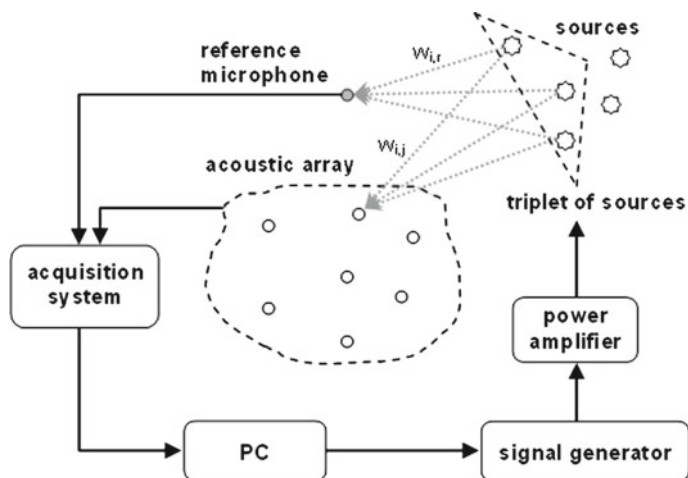 sources
reference
microphone
w_{i,r}
w_{i,j}
acoustic array
triplet of sources
acquisition
system
power
amplifier
PC
signal generator